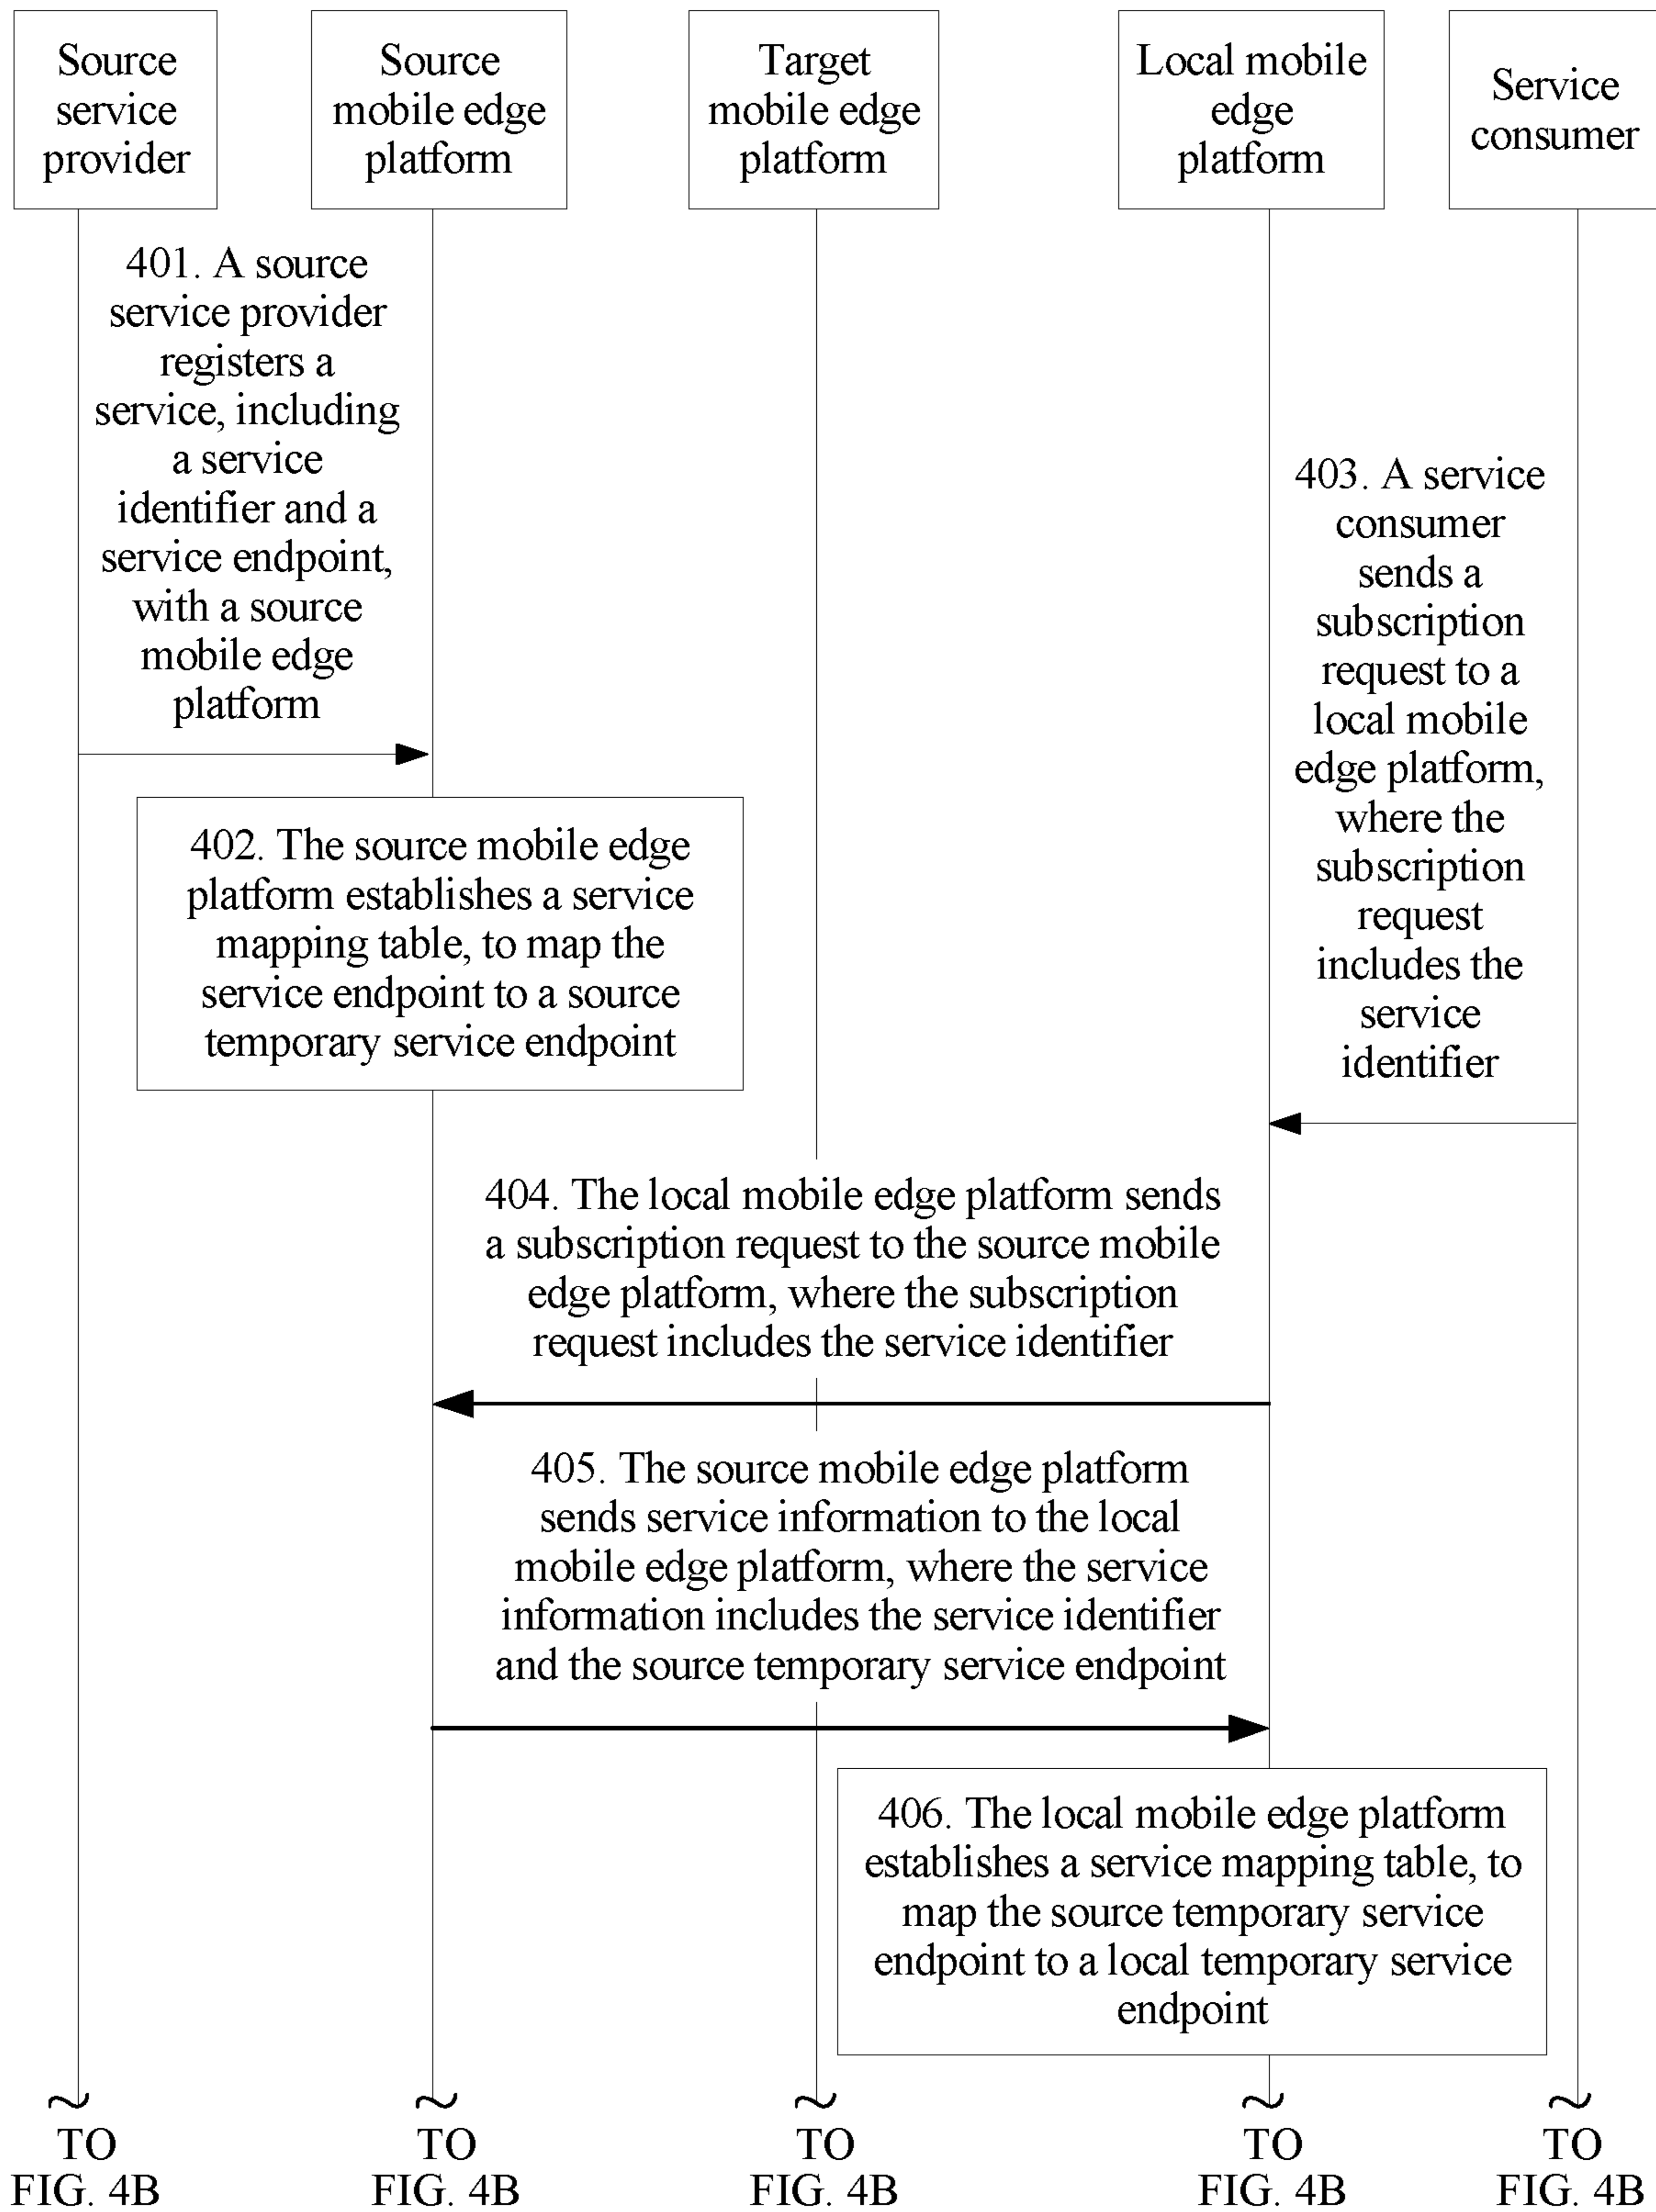 Source
service
provider
Source
mobile edge
platform
Target
mobile edge
platform
Local mobile
edge
platform
Service
consumer
401. A source
service provider
registers a
service, including
a service
identifier and a
service endpoint,
with a source
mobile edge
platform
402. The source mobile edge
platform establishes a service
mapping table, to map the
service endpoint to a source
temporary service endpoint
403. A service
consumer
sends a
subscription
request to a
local mobile
edge platform,
where the
subscription
request
includes the
service
identifier
404. The local mobile edge platform sends
a subscription request to the source mobile
edge platform, where the subscription
request includes the service identifier
405. The source mobile edge platform
sends service information to the local
mobile edge platform, where the service
information includes the service identifier
and the source temporary service endpoint
406. The local mobile edge platform
establishes a service mapping table, to
map the source temporary service
endpoint to a local temporary service
endpoint
TO
FIG. 4B
TO
FIG. 4B
TO
FIG. 4B
TO
FIG. 4B
TO
FIG. 4B